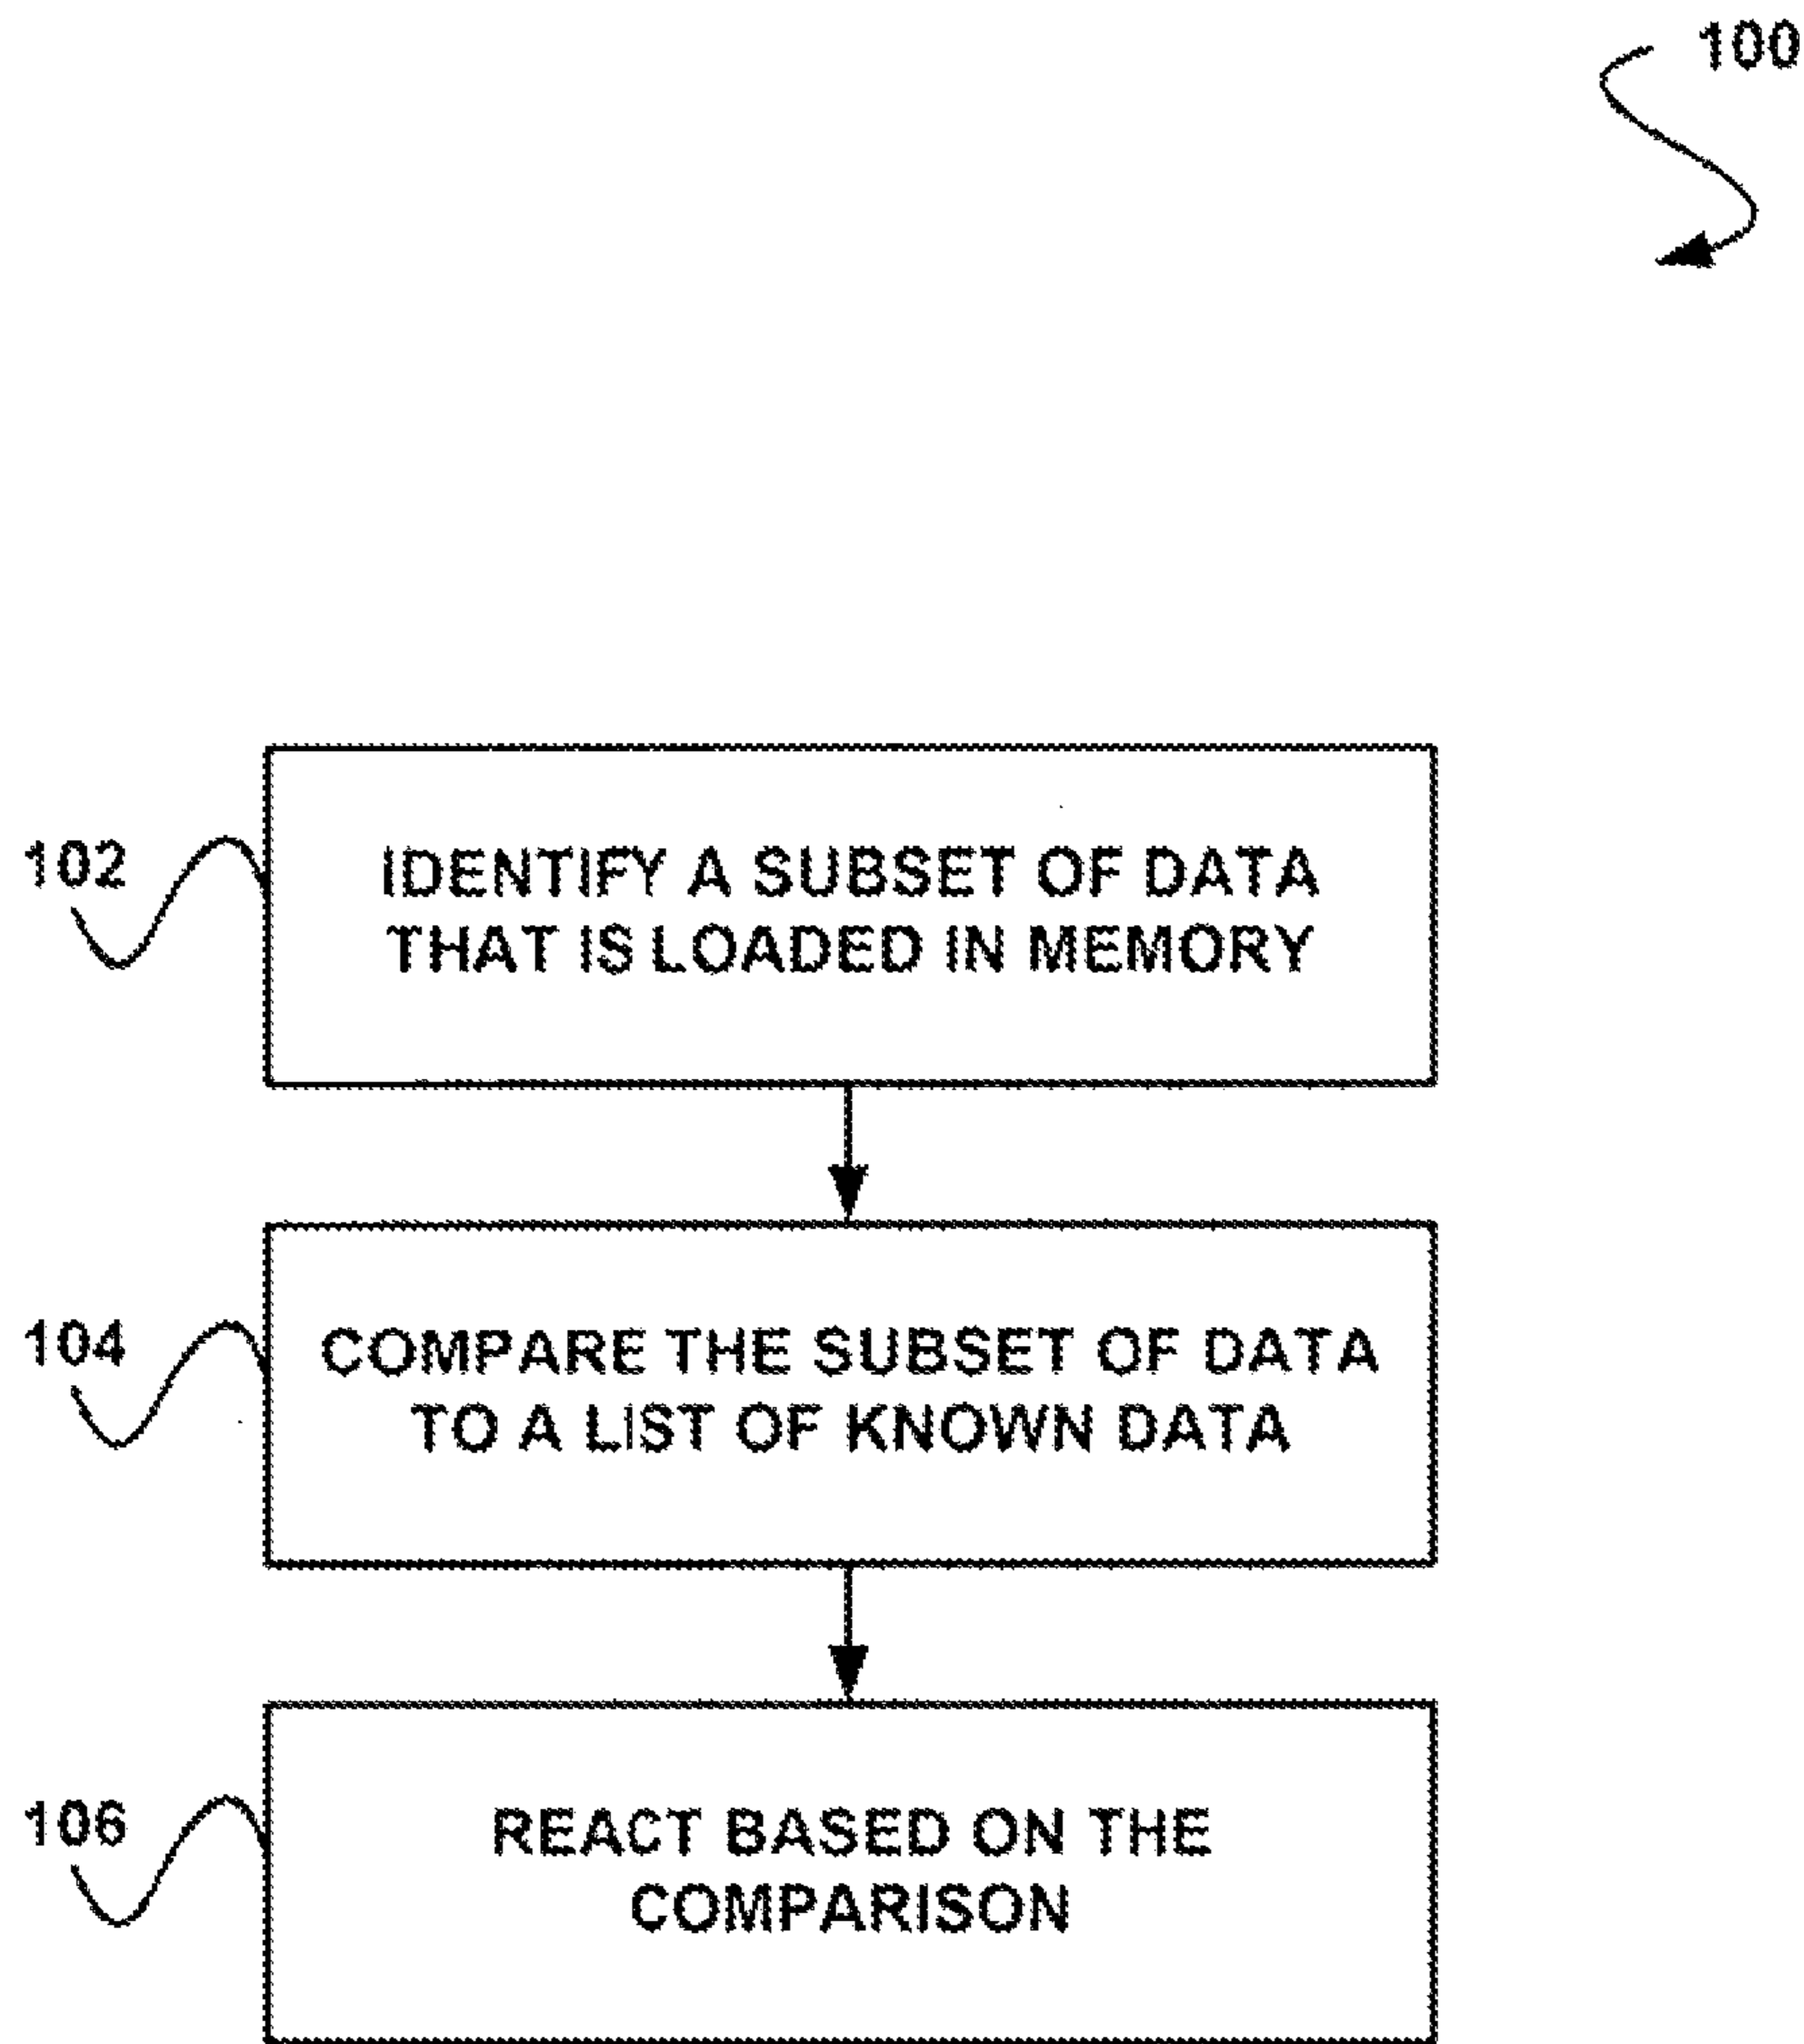 100
102
IDENTIFY A SUBSET OF DATA
THAT IS LOADED IN MEMORY
104
COMPARE THE SUBSET OF DATA
TO A LIST OF KNOWN DATA
106
REACT BASED ON THE
COMPARISON